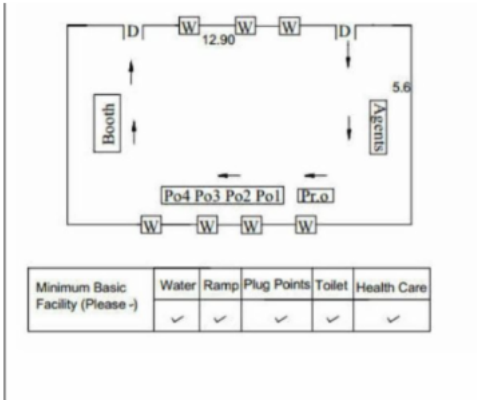 D W W W D
12.90
5.6
Booth
Agents
Po4 Po3 Po2 Po1 Pr.o
W W W W
Minimum Basic Facility (Please -) Water Ramp Plug Points Toilet Health Care
✓ ✓ ✓ ✓ ✓